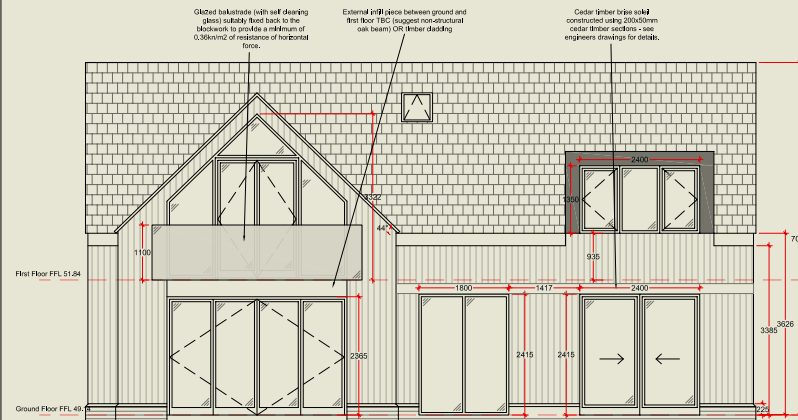 Glazed balustrade (with self cleaning
glass) suitably fixed back to the
blockwork to provide a minimum of
0.36kn/m2 of resistance of horizontal
force.
External infill piece between ground and
first floor TBC (suggest non-structural
oak beam) OR timber cladding
Cedar timber brise soleil
constructed using 200x50mm
cedar timber sections - see
engineers drawings for details.
2400
1350
3322
44°
1100
935
First Floor FFL 51.84
1800
1417
2400
2365
2415
2415
3385
3626
70
225
Ground Floor FFL 49.